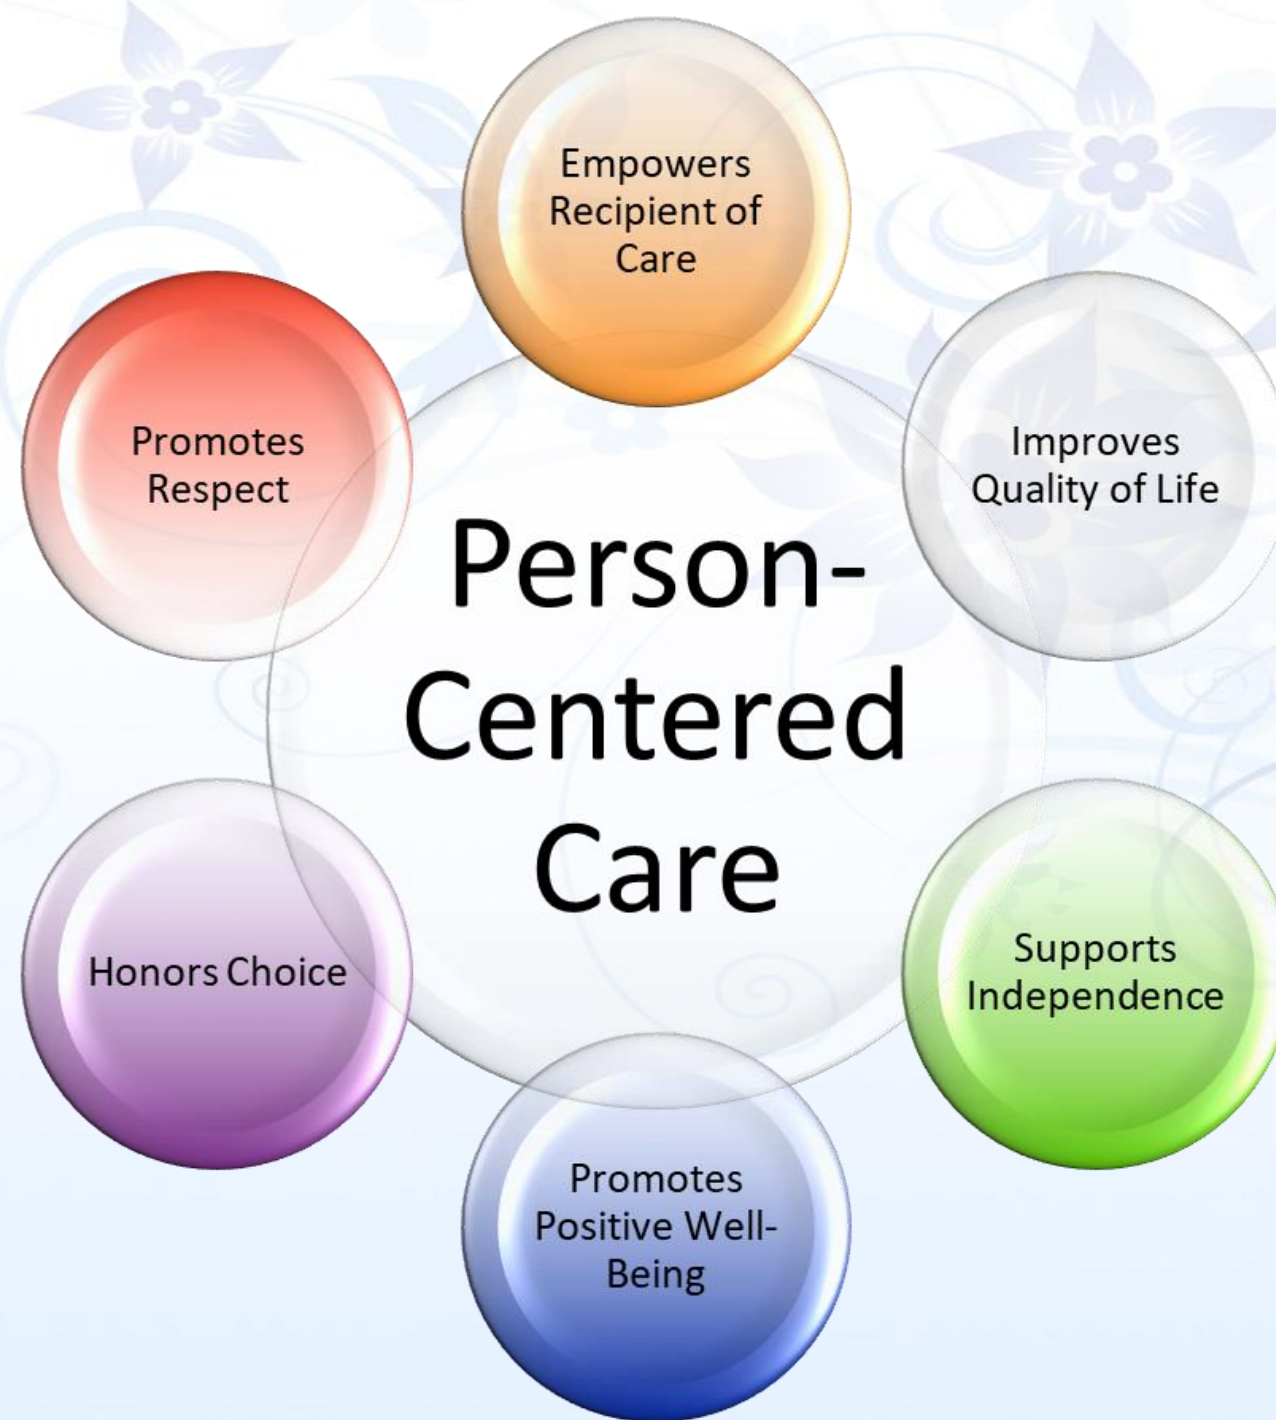 Empowers
Recipient of
Care
Improves
Quality of Life
Supports
Independence
Promotes
Positive Well-
Being
Honors Choice
Promotes
Respect
Person-
Centered
Care